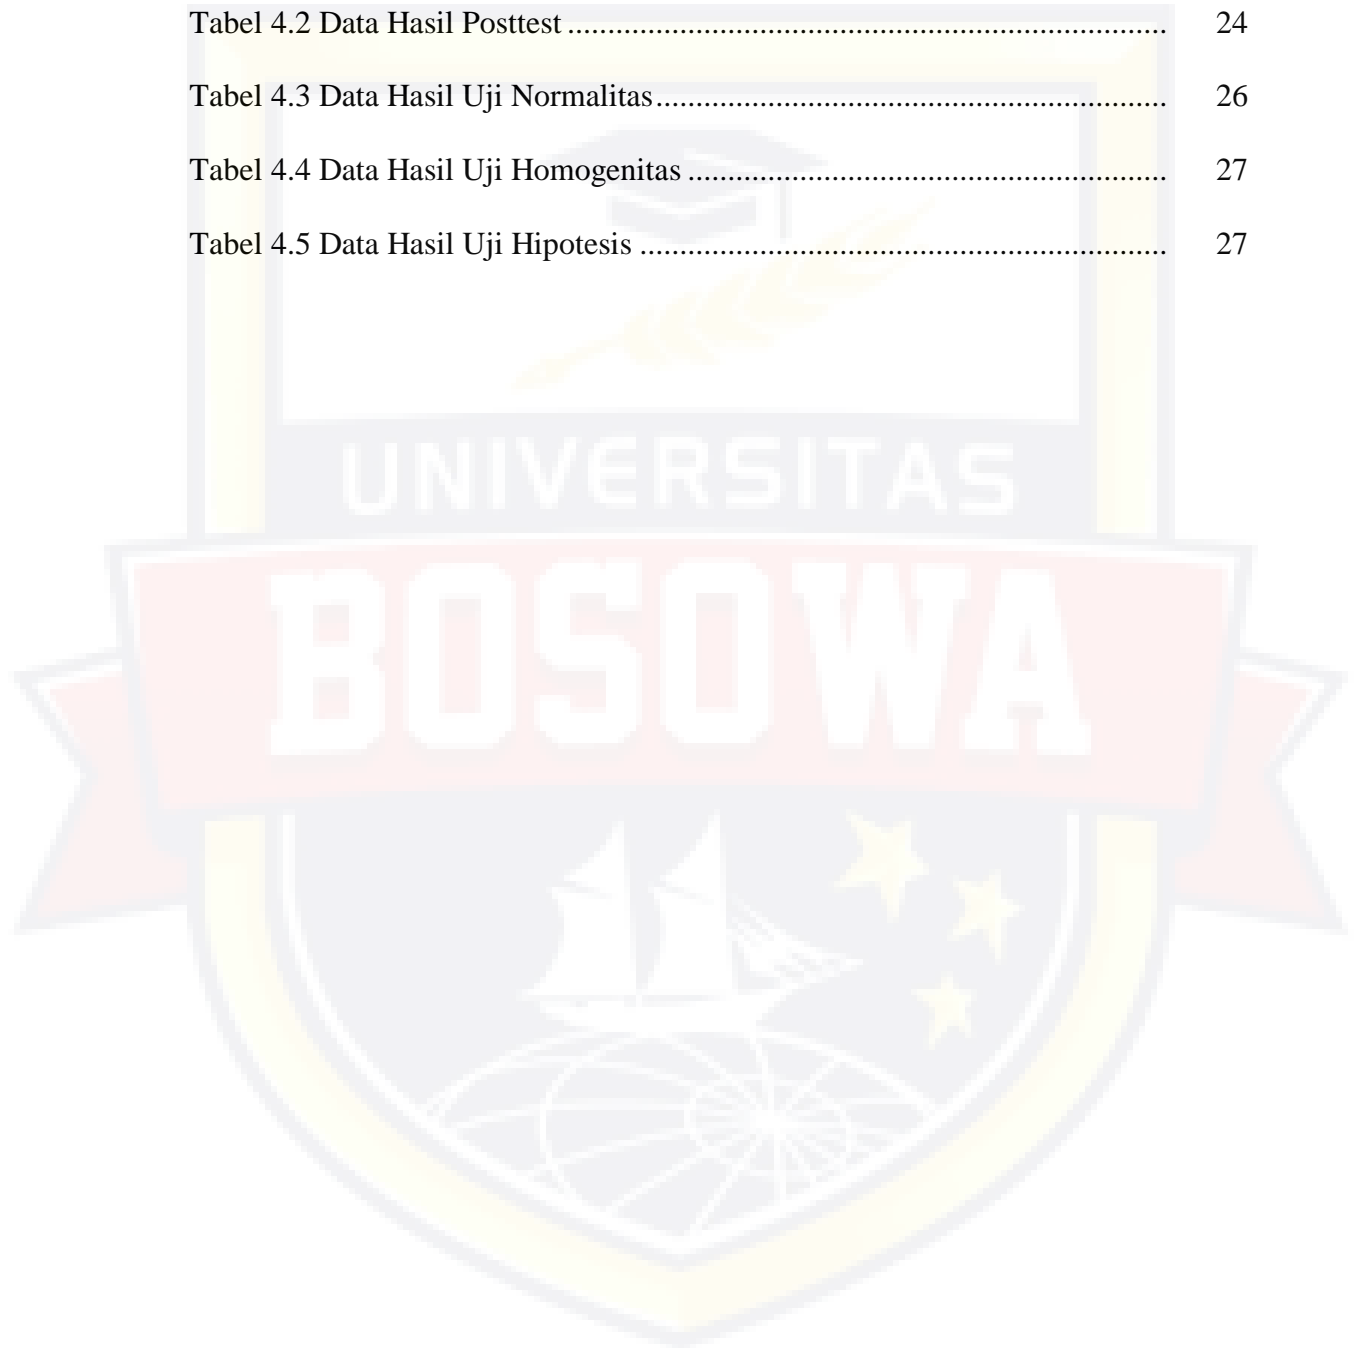 Tabel 4.2 Data Hasil Posttest ........................................................................... 24
Tabel 4.3 Data Hasil Uji Normalitas ................................................................ 26
Tabel 4.4 Data Hasil Uji Homogenitas ............................................................ 27
Tabel 4.5 Data Hasil Uji Hipotesis .................................................................. 27
UNIVERSITAS
BOSOWA